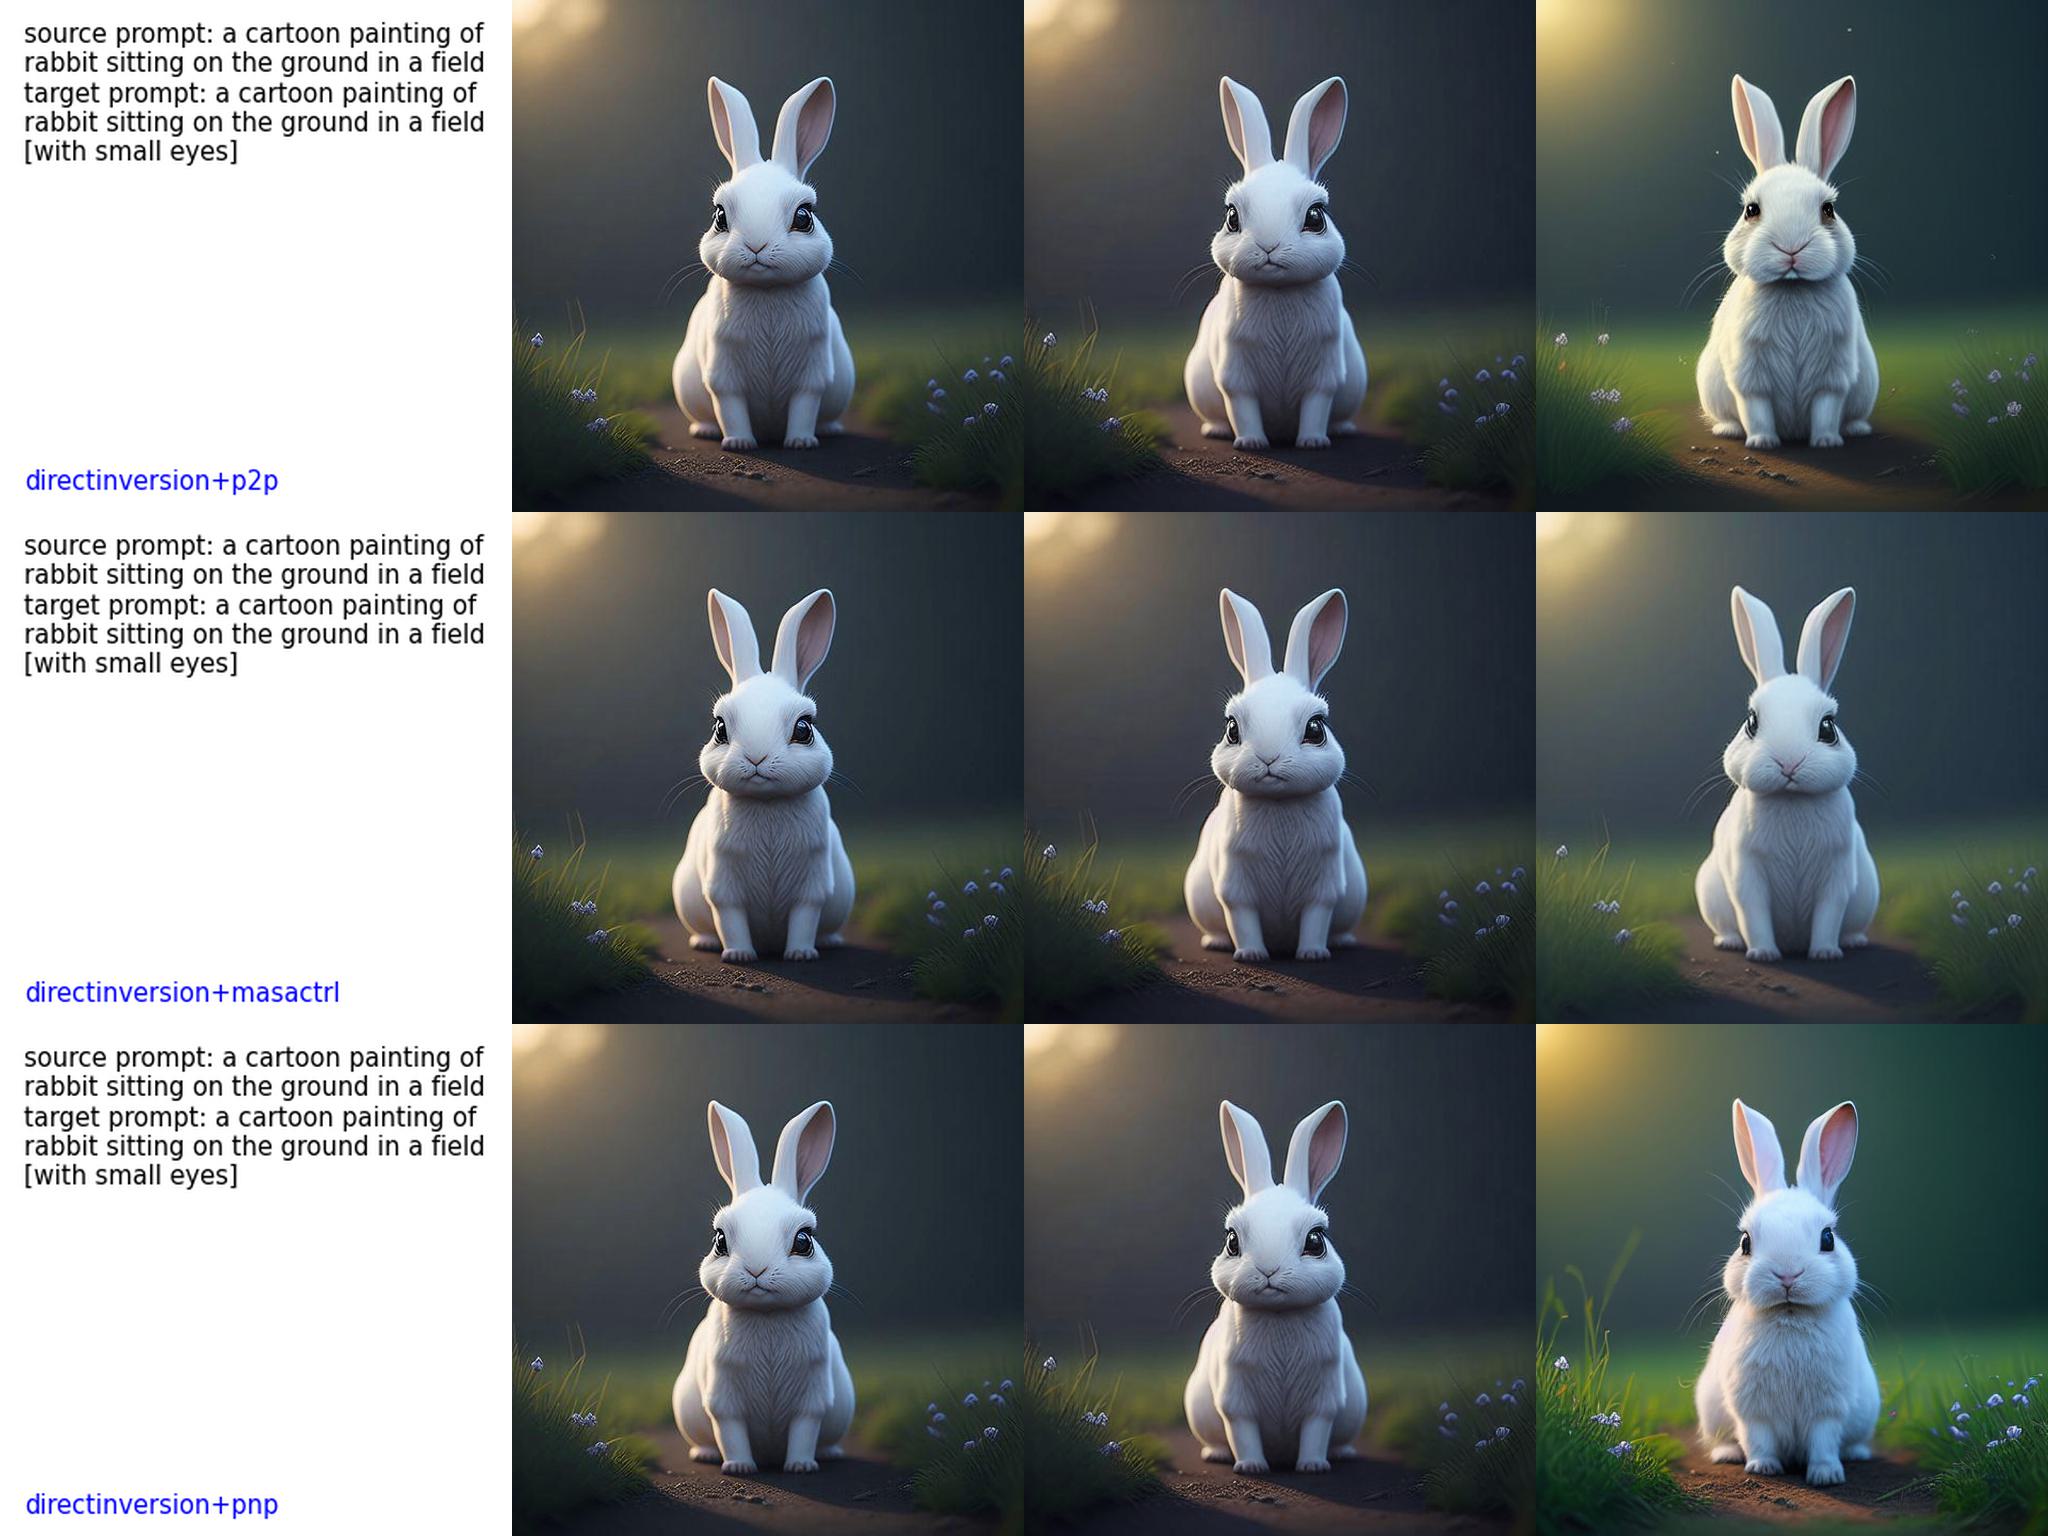 source prompt: a cartoon painting of
rabbit sitting on the ground in a field
target prompt: a cartoon painting of
rabbit sitting on the ground in a field
[with small eyes]
directinversion+p2p
source prompt: a cartoon painting of
rabbit sitting on the ground in a field
target prompt: a cartoon painting of
rabbit sitting on the ground in a field
[with small eyes]
directinversion+masactrl
source prompt: a cartoon painting of
rabbit sitting on the ground in a field
target prompt: a cartoon painting of
rabbit sitting on the ground in a field
[with small eyes]
directinversion+pnp